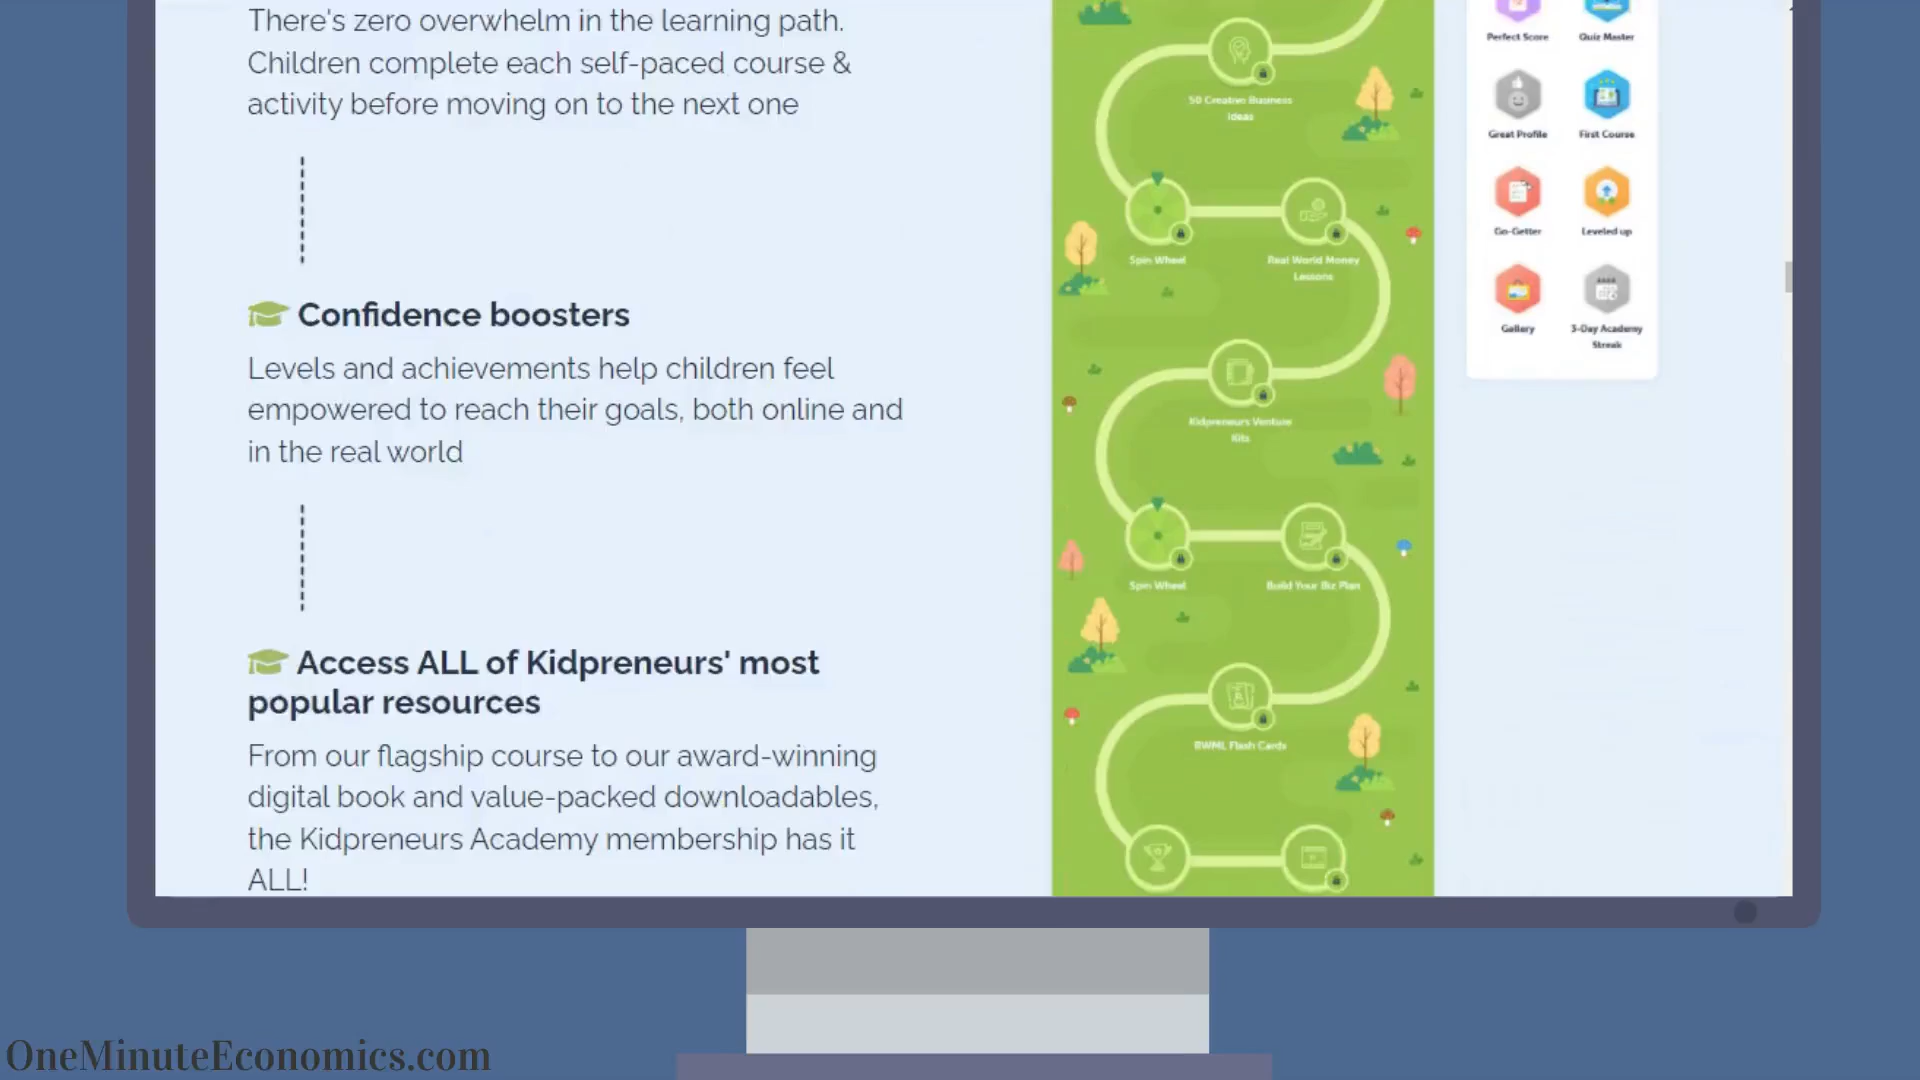 There's zero overwhelm in the learning path.
Children complete each self-paced course &
activity before moving on to the next one
Confidence boosters
Levels and achievements help children feel
empowered to reach their goals, both online and
in the real world
Access ALL of Kidpreneurs' most
popular resources
From our flagship course to our award-winning
digital book and value-packed downloadables,
the Kidpreneurs Academy membership has it
ALL!
50 Creative Business
Ideas
Spin Wheel
Real World Money
Lessons
Kidpreneurs Venture
Kits
Spin Wheel
Build Your Biz Plan
BWML Flash Cards
Perfect Score
Quiz Master
Great Profile
First Course
Go-Getter
Leveled up
Gallery
3-Day Academy
Streak
OneMinuteEconomics.com